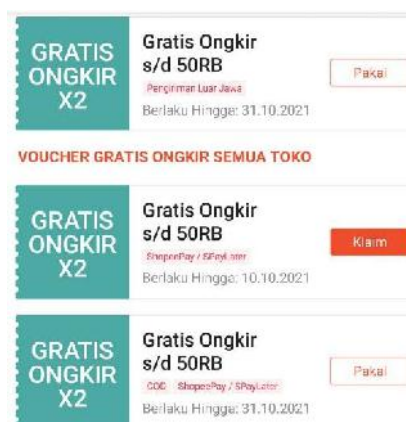 GRATIS
ONGKIR
X2
Gratis Ongkir
s/d 50RB
Pengiriman Luar Jawa
Berlaku Hingga: 31.10.2021
Pakai
VOUCHER GRATIS ONGKIR SEMUA TOKO
GRATIS
ONGKIR
X2
Gratis Ongkir
s/d 50RB
ShopeePay / SPayLater
Berlaku Hingga: 10.10.2021
Klaim
GRATIS
ONGKIR
X2
Gratis Ongkir
s/d 50RB
COD ShopeePay / SPayLater
Berlaku Hingga: 31.10.2021
Pakai